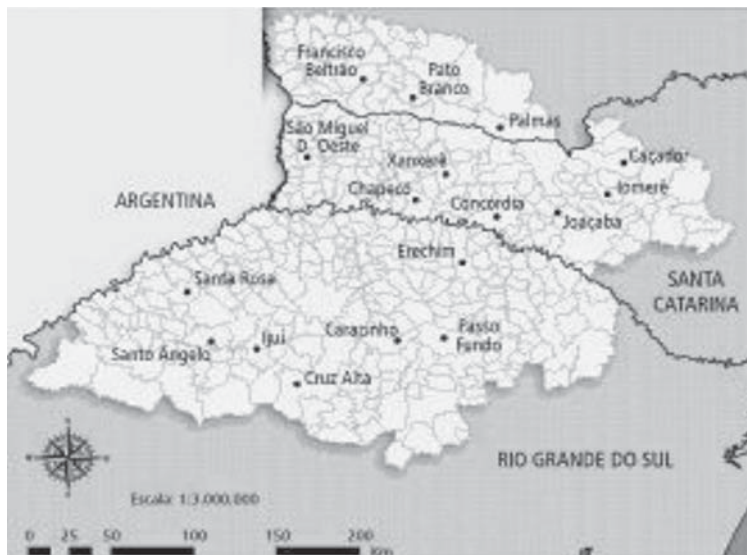 Francisco
Beltrão
Pato
Branco
Palmas
São Miguel
D. Oeste
Xanxerê
Caçador
Chapecó
Iomerê
Concórdia
Joaçaba
ARGENTINA
Erechim
SANTA
CATARINA
Santa Rosa
Santo Ângelo
Ijuí
Carazinho
Passo
Fundo
Cruz Alta
RIO GRANDE DO SUL
Escala: 1:3.000.000
0 25 50 100 150 200
Km